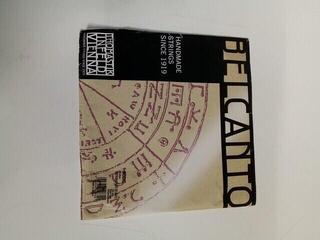 THOMASTIK
INFELD
VIENNA
HANDMADE
STRINGS
SINCE 1919
BELCANTO